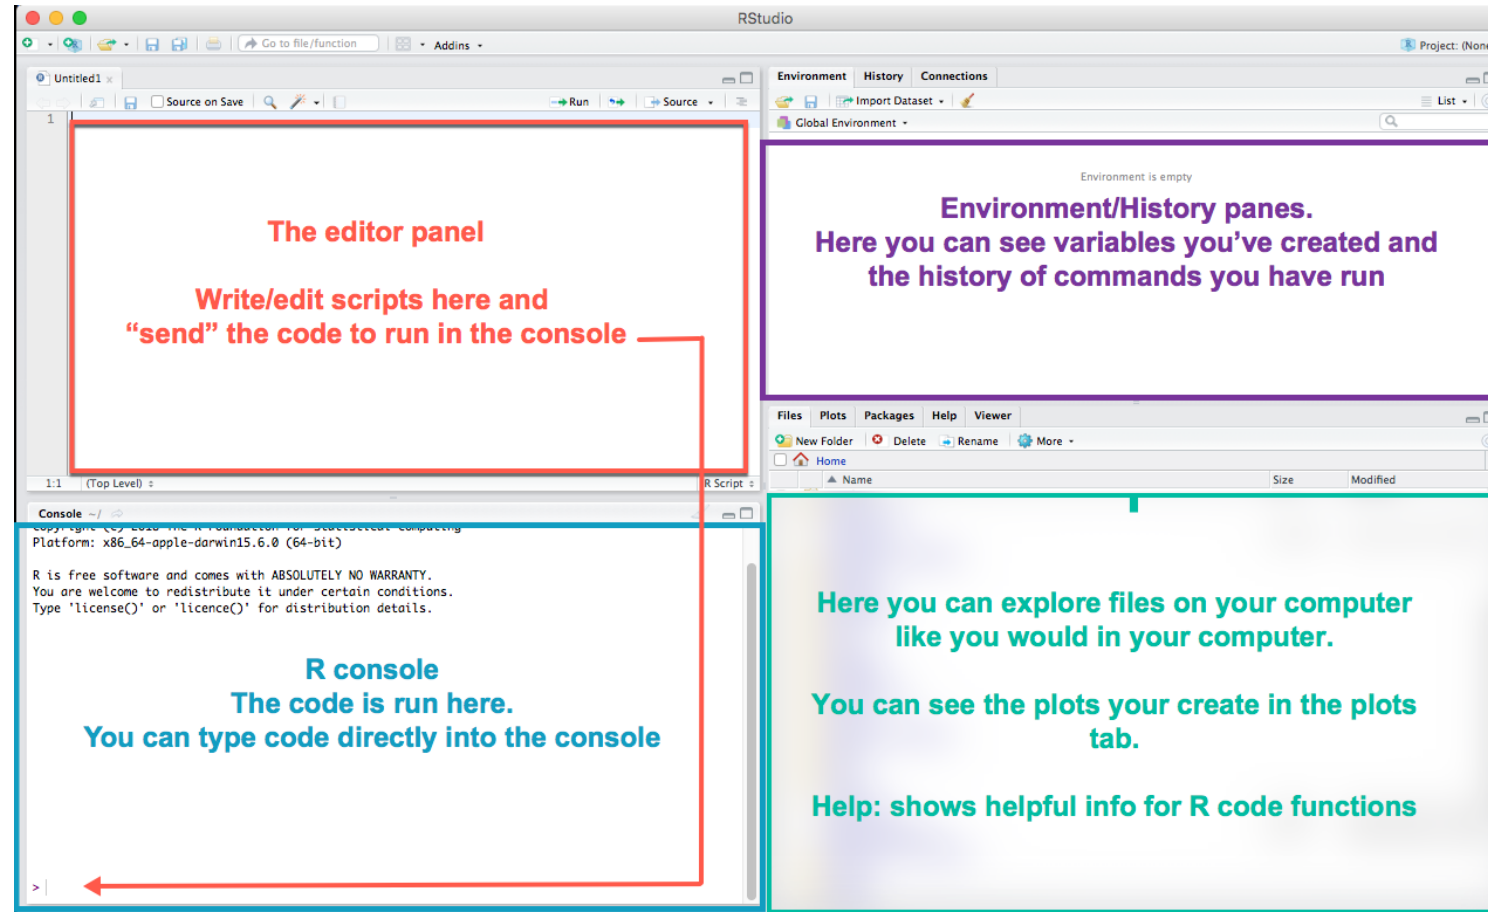 RStudio
Go to file/function
Addins
Project: (None
Untitled1
Source on Save
Run
Source
1
The editor panel
Write/edit scripts here and
“send” the code to run in the console
1:1 (Top Level)
R Script
Console ~/
Copyright (C) 2018 The R Foundation for Statistical Computing
Platform: x86_64-apple-darwin15.6.0 (64-bit)
R is free software and comes with ABSOLUTELY NO WARRANTY.
You are welcome to redistribute it under certain conditions.
Type 'license()' or 'licence()' for distribution details.
R console
The code is run here.
You can type code directly into the console
>
Environment History Connections
Import Dataset
List
Global Environment
Environment is empty
Environment/History panes.
Here you can see variables you’ve created and
the history of commands you have run
Files Plots Packages Help Viewer
New Folder Delete Rename More
Home
Name Size Modified
Here you can explore files on your computer
like you would in your computer.
You can see the plots your create in the plots
tab.
Help: shows helpful info for R code functions